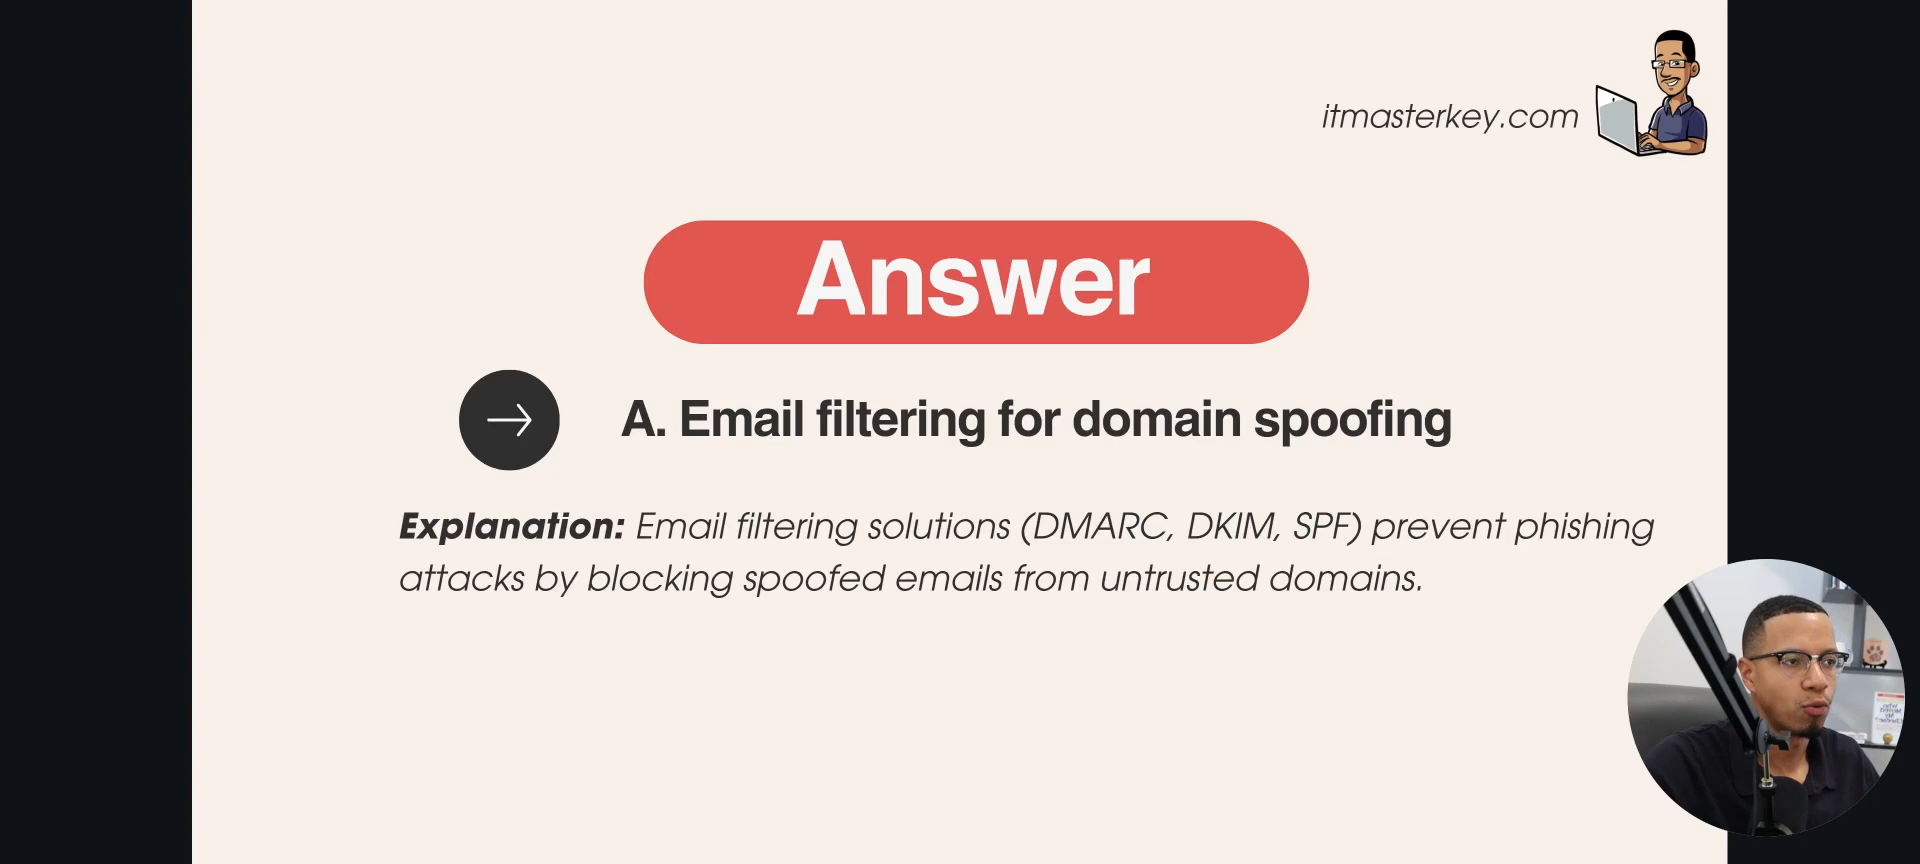 itmasterkey.com
Answer
A. Email filtering for domain spoofing
Explanation: Email filtering solutions (DMARC, DKIM, SPF) prevent phishing
attacks by blocking spoofed emails from untrusted domains.